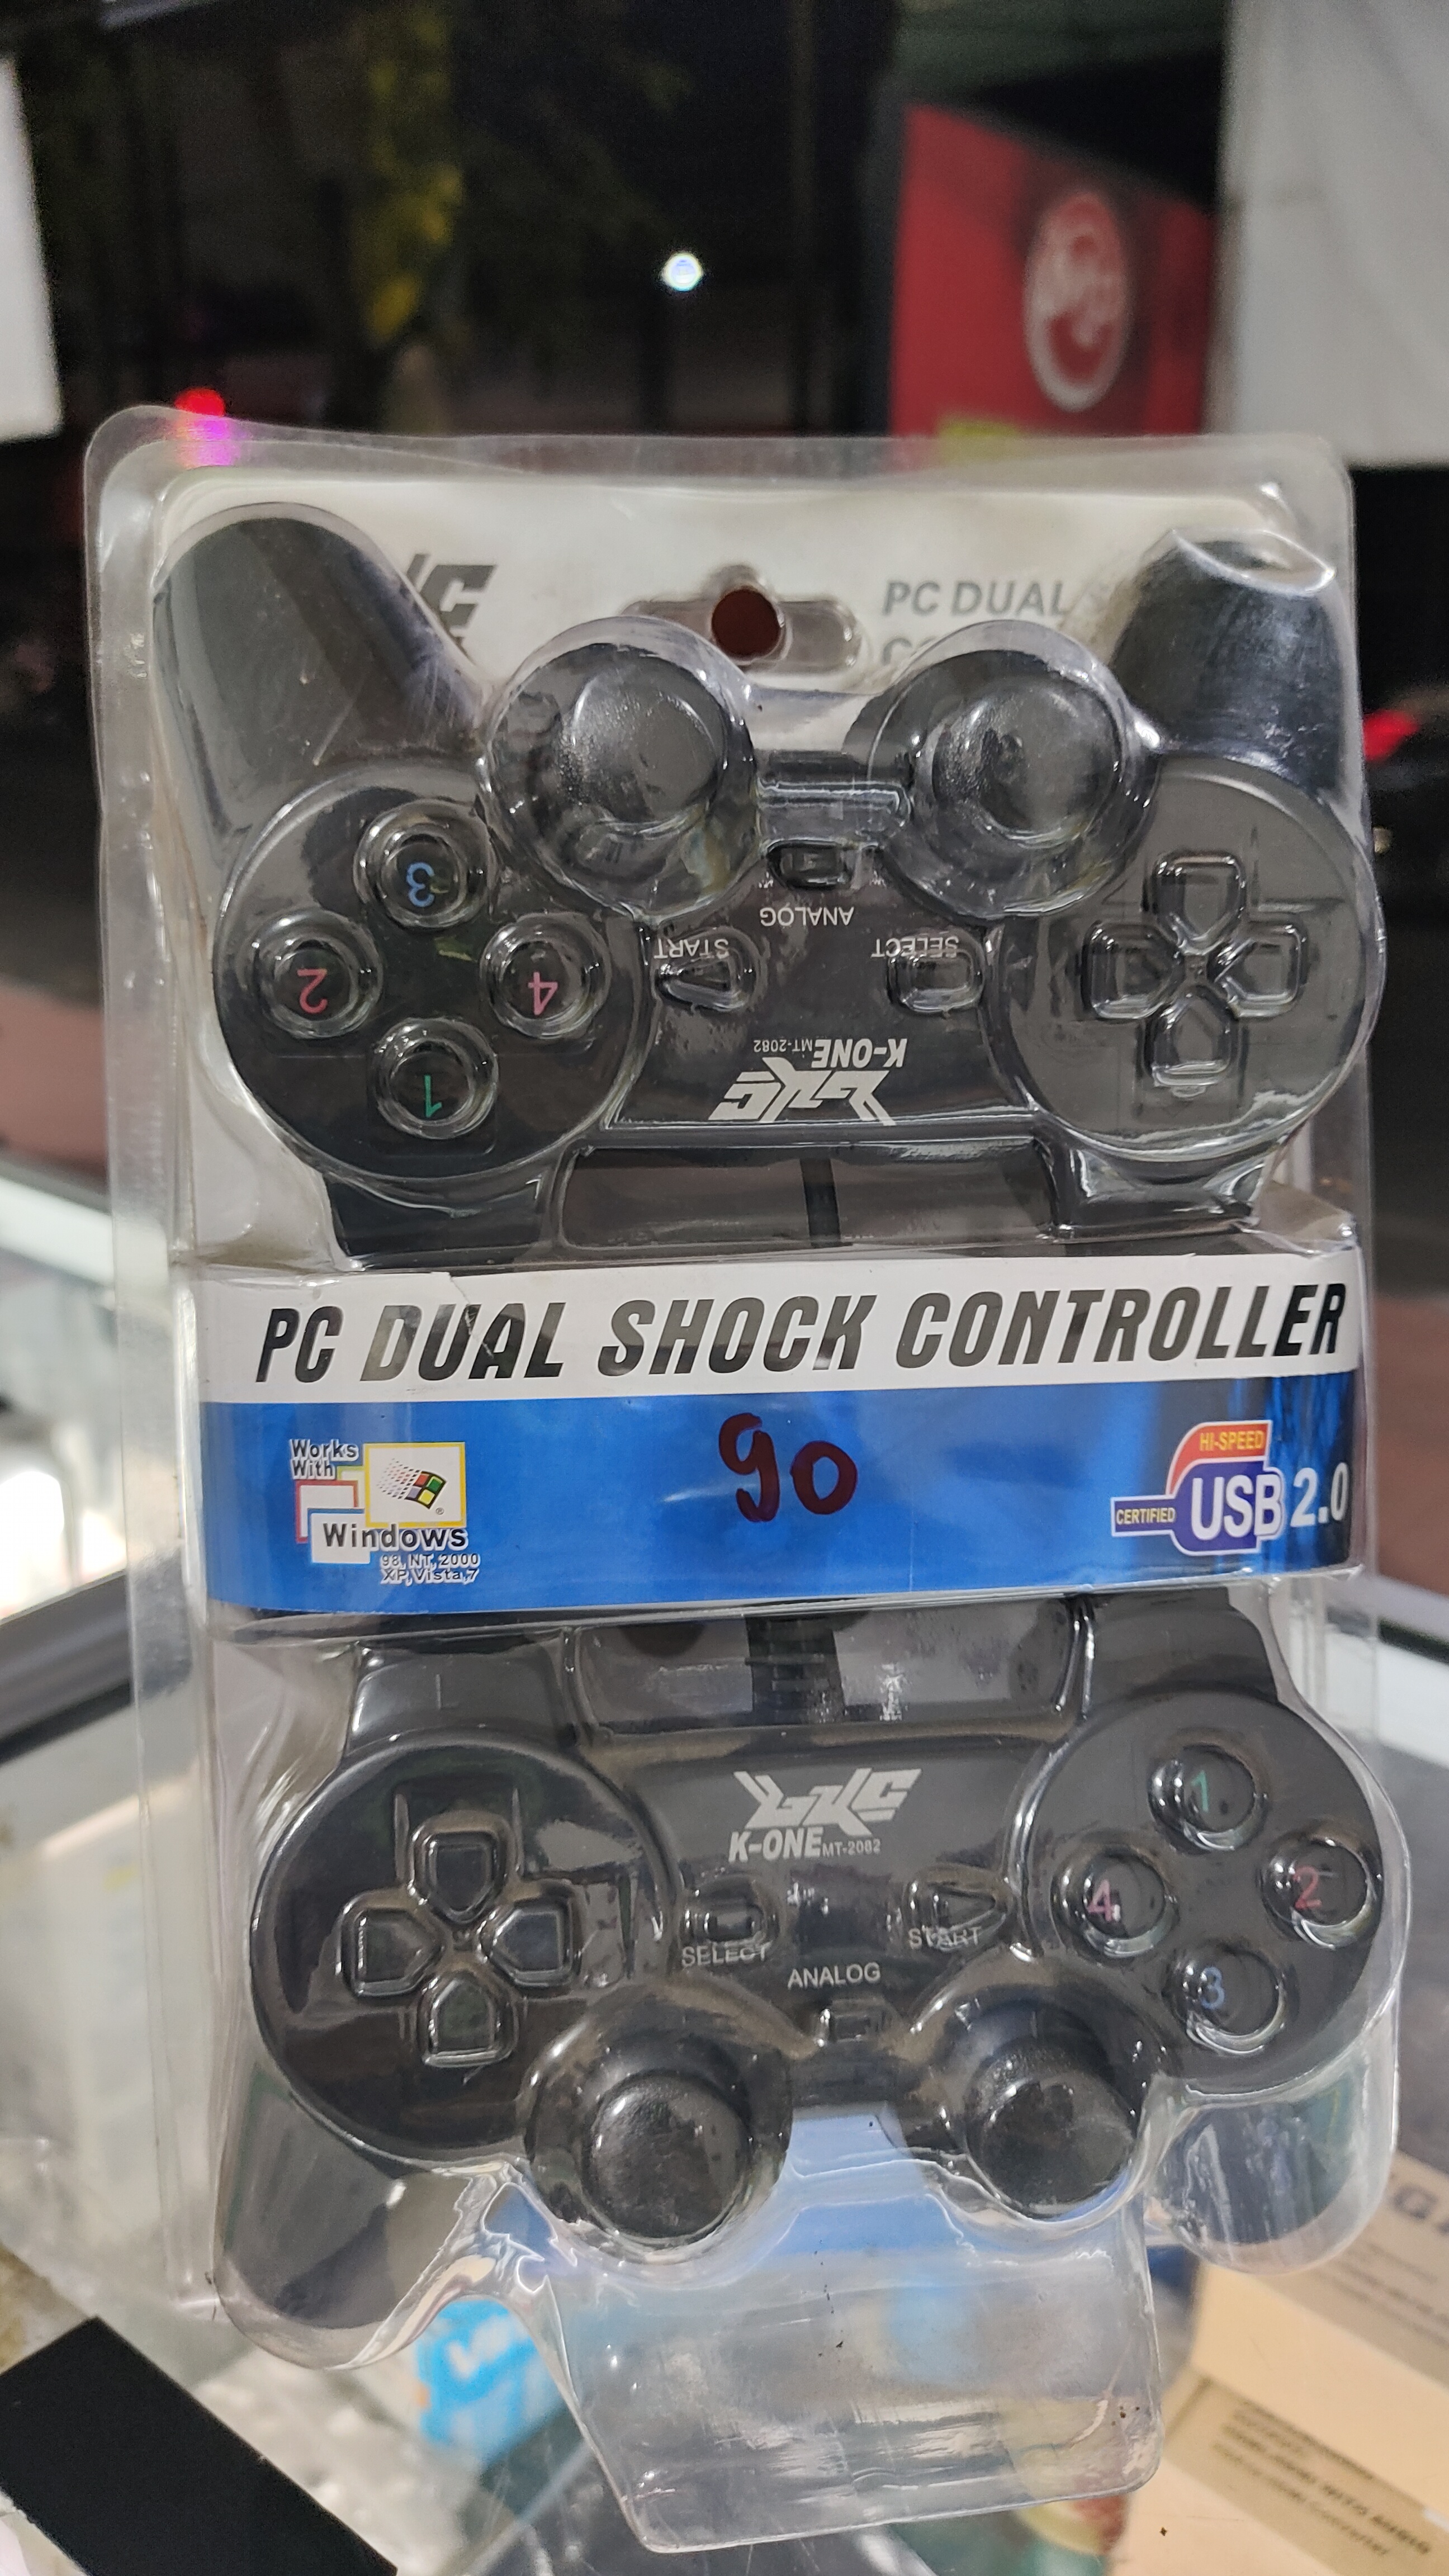 PC DUAL
3
2
4
1
ANALOG
START
SELECT
K-ONE MT-2082
PC DUAL SHOCK CONTROLLER
Works
With
Windows
98, NT, 2000
XP, Vista, 7
90
HI-SPEED
CERTIFIED USB 2.0
K-ONE MT-2082
SELECT
START
ANALOG
1
4
2
3